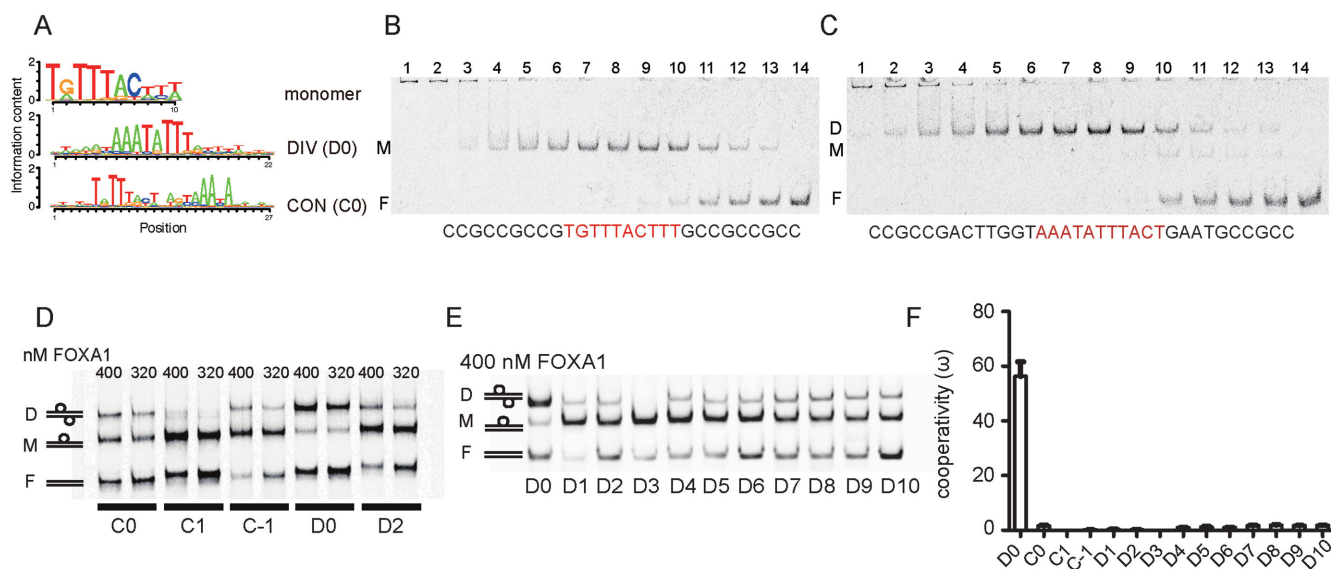 A
Information content
2
0
TGTTTAC
1
10
monomer
2
0
AAATATT
1
22
DIV (D0)
2
0
1
27
CON (C0)
Position
B
1 2 3 4 5 6 7 8 9 10 11 12 13 14
M
F
CCGCCGCCGTGTTTACTTTGCCGCCGCC
C
1 2 3 4 5 6 7 8 9 10 11 12 13 14
D
M
F
CCGCCGACTTGGTAAATATTTACTGAATGCCGCC
D
nM FOXA1
400 320 400 320 400 320 400 320 400 320
D
M
F
C0 C1 C-1 D0 D2
E
400 nM FOXA1
D
M
F
D0 D1 D2 D3 D4 D5 D6 D7 D8 D9 D10
F
cooperativity (ω)
80
60
40
20
0
D0 C0 C1 C-1 D1 D2 D3 D4 D5 D6 D7 D8 D9 D10